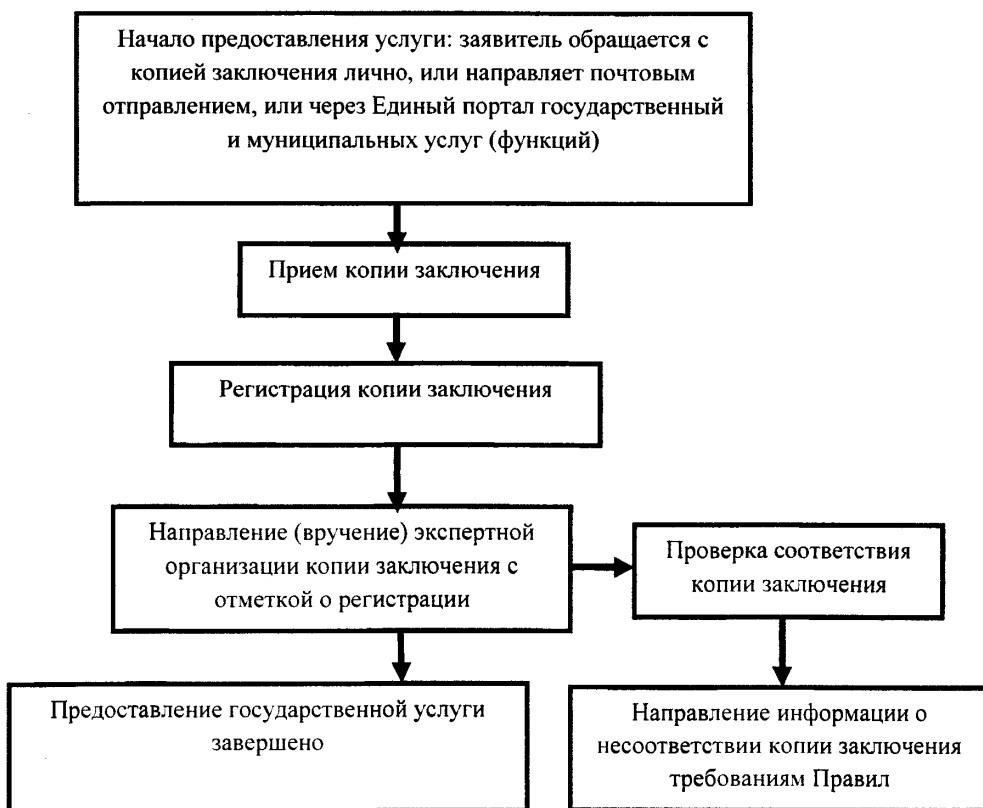 Начало предоставления услуги: заявитель обращается с
копией заключения лично, или направляет почтовым
отправлением, или через Единый портал государственный
и муниципальных услуг (функций)
Прием копии заключения
Регистрация копии заключения
Направление (вручение) экспертной
организации копии заключения с
отметкой о регистрации
Проверка соответствия
копии заключения
Предоставление государственной услуги
завершено
Направление информации о
несоответствии копии заключения
требованиям Правил